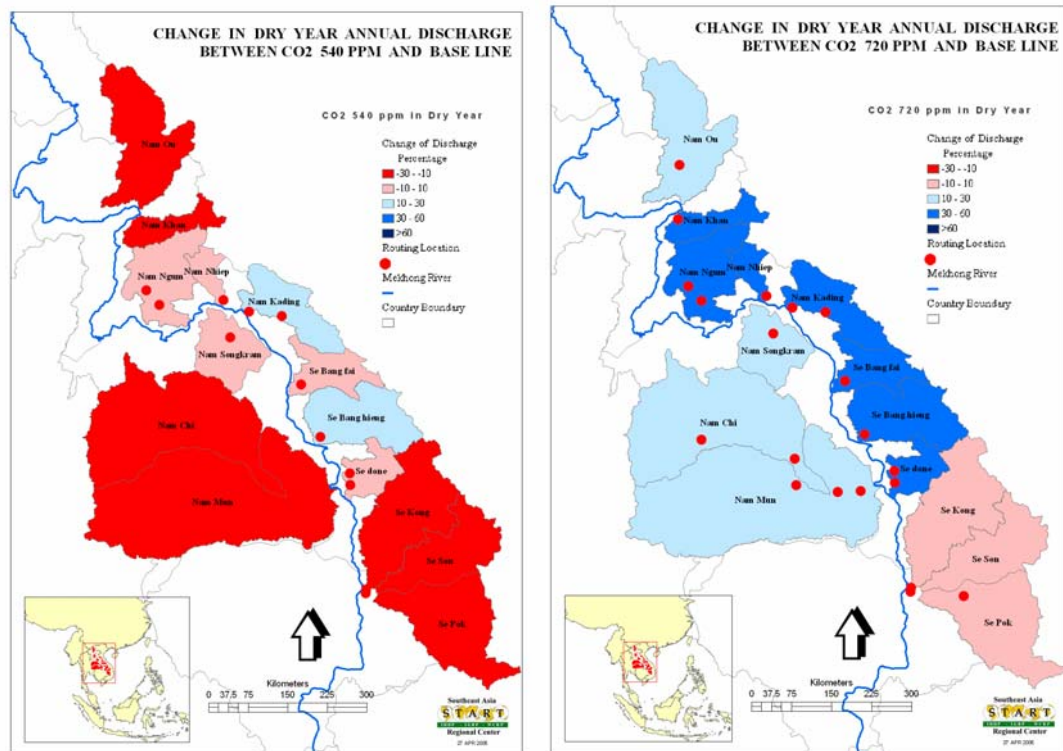 CHANGE IN DRY YEAR ANNUAL DISCHARGE
BETWEEN CO2 540 PPM AND BASE LINE
CO2 540 ppm in Dry Year
Change of Discharge
Percentage
-30 - -10
-10 - 10
10 - 30
30 - 60
>60
Routing Location
Mekhong River
Country Boundary
Nam Ou
Nam Khan
Nam Nhiep
Nam Ngum
Nam Kading
Nam Songkram
Se Bang fai
Se Bang hieng
Nam Chi
Se done
Nam Mun
Se Kong
Se San
Se Pok
Kilometers
0 37.5 75 150 225 300
Southeast Asia
START
Regional Center
27 APR 2006
CHANGE IN DRY YEAR ANNUAL DISCHARGE
BETWEEN CO2 720 PPM AND BASE LINE
CO2 720 ppm in Dry Year
Change of Discharge
Percentage
-30 - -10
-10 - 10
10 - 30
30 - 60
>60
Routing Location
Mekhong River
Country Boundary
Nam Ou
Nam Khan
Nam Nhiep
Nam Ngum
Nam Kading
Nam Songkram
Se Bang fai
Se Bang hieng
Nam Chi
Se done
Nam Mun
Se Kong
Se San
Se Pok
Kilometers
0 37.5 75 150 225 300
Southeast Asia
START
Regional Center
27 APR 2006